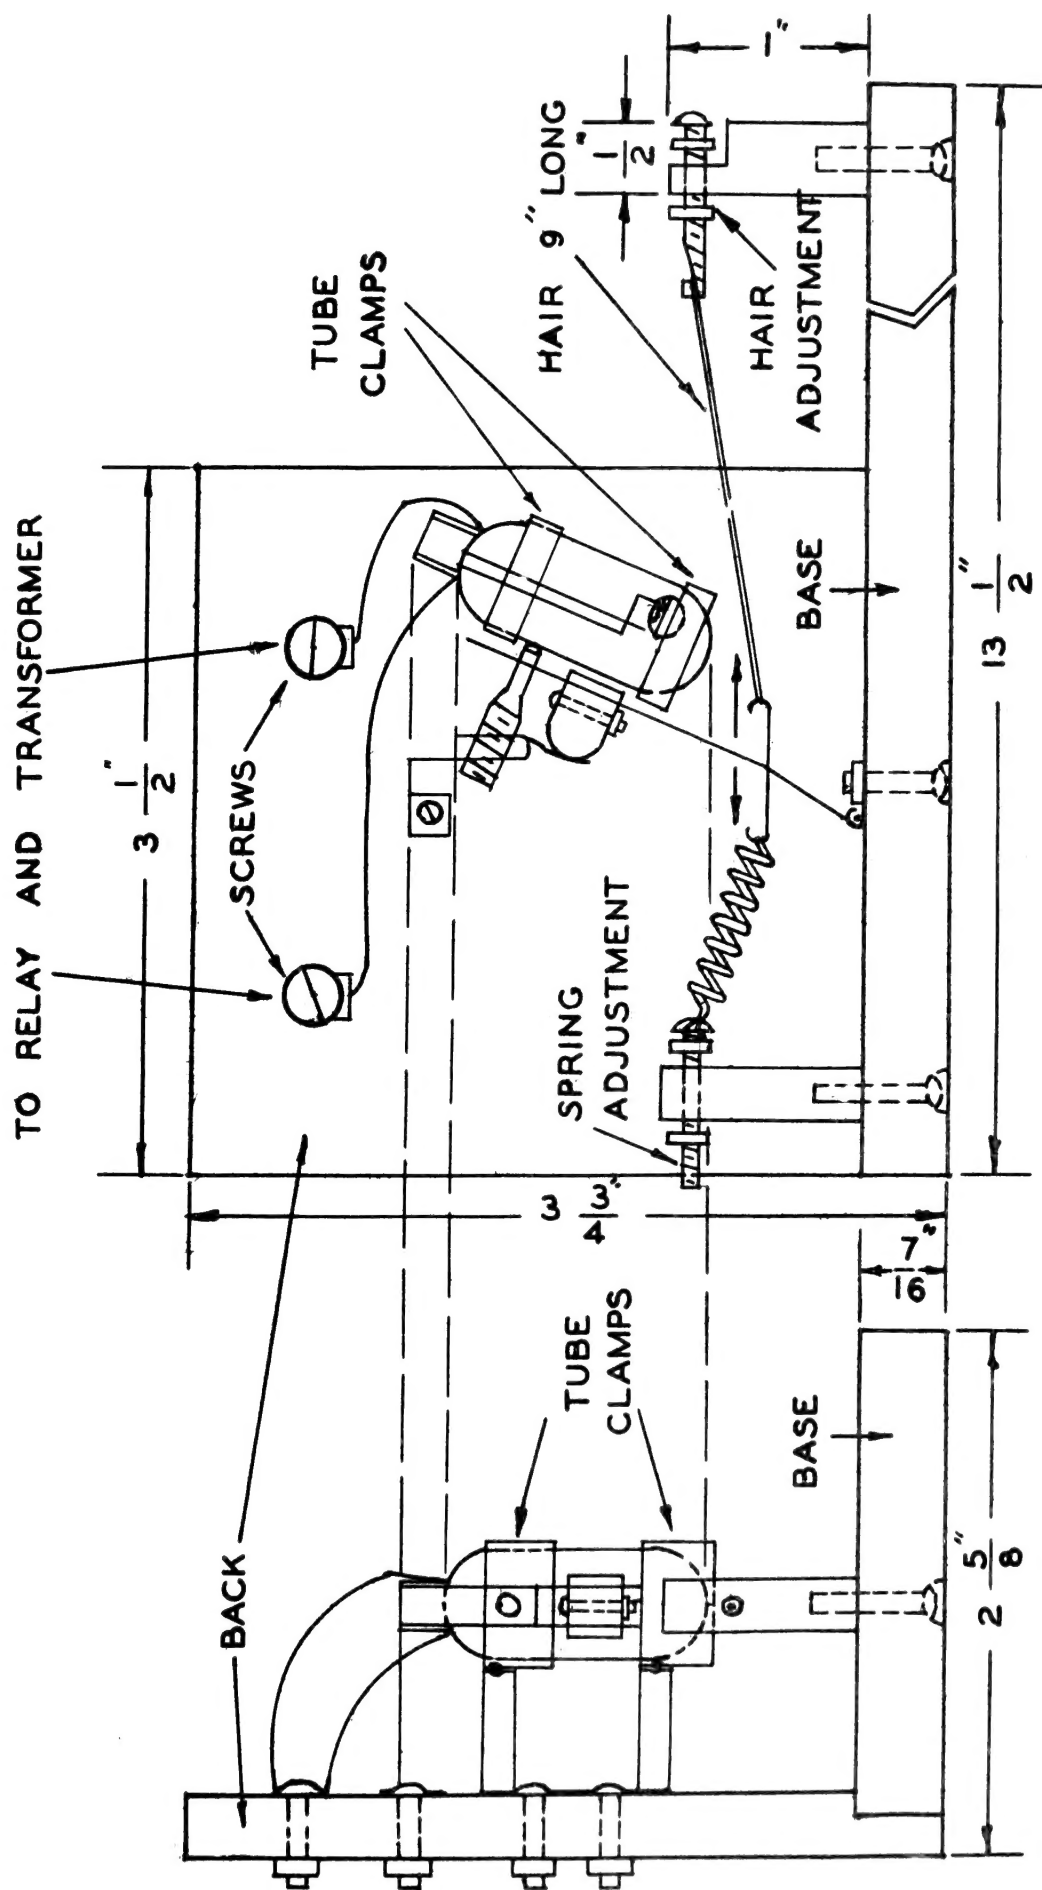 TO RELAY AND TRANSFORMER
3 1/2"
SCREWS
BACK
TUBE
CLAMPS
HAIR 9" LONG
1/2"
1"
HAIR
ADJUSTMENT
SPRING
ADJUSTMENT
BASE
13 1/2"
3 3/4"
7/16"
TUBE
CLAMPS
BASE
2 5/8"